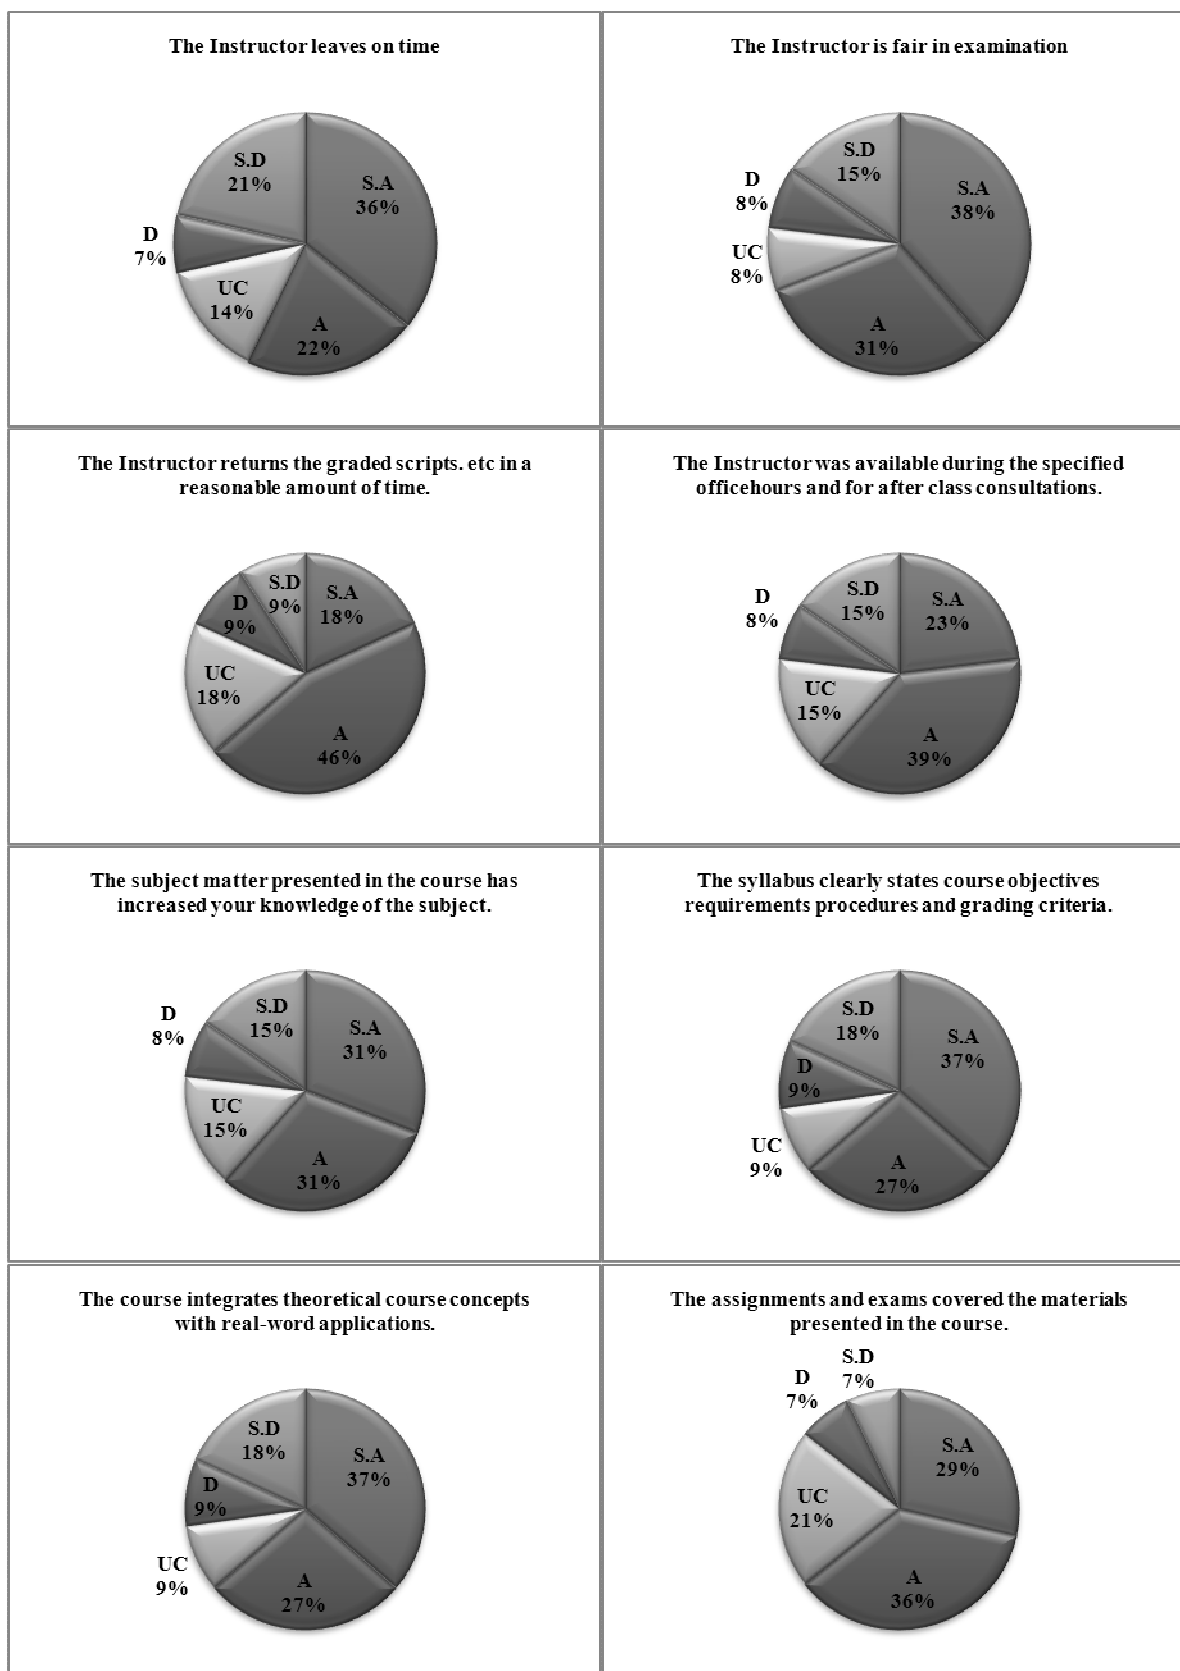 The Instructor leaves on time
S.D
21%
S.A
36%
D
7%
UC
14%
A
22%
The Instructor is fair in examination
S.D
15%
S.A
38%
D
8%
UC
8%
A
31%
The Instructor returns the graded scripts. etc in a
reasonable amount of time.
S.D
9%
S.A
18%
D
9%
UC
18%
A
46%
The Instructor was available during the specified
officehours and for after class consultations.
S.D
15%
S.A
23%
D
8%
UC
15%
A
39%
The subject matter presented in the course has
increased your knowledge of the subject.
S.D
15%
S.A
31%
D
8%
UC
15%
A
31%
The syllabus clearly states course objectives
requirements procedures and grading criteria.
S.D
18%
S.A
37%
D
9%
UC
9%
A
27%
The course integrates theoretical course concepts
with real-word applications.
S.D
18%
S.A
37%
D
9%
UC
9%
A
27%
The assignments and exams covered the materials
presented in the course.
S.D
7%
D
7%
S.A
29%
UC
21%
A
36%